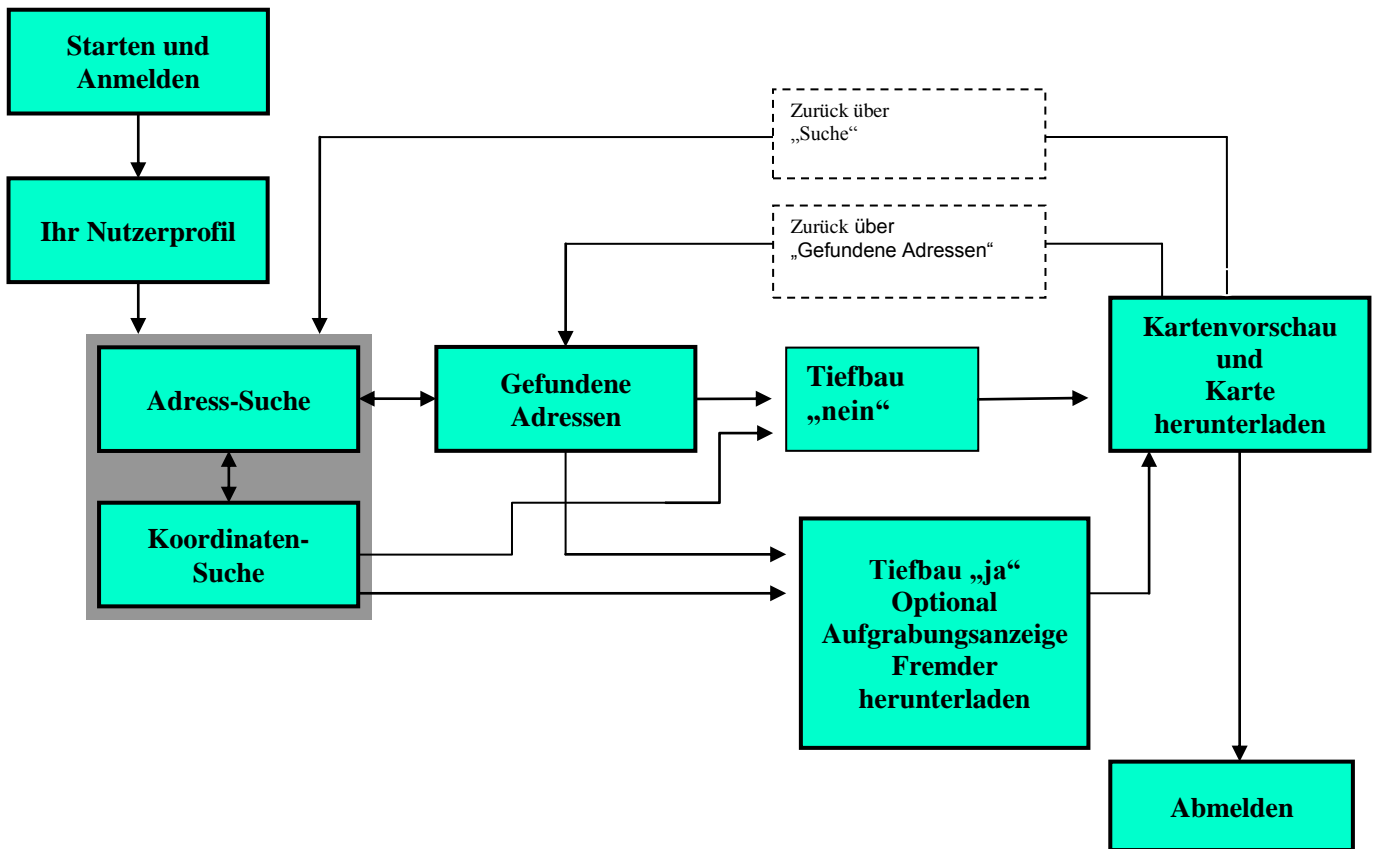 Starten und
Anmelden
Zurück über
„Suche“
Ihr Nutzerprofil
Zurück über
„Gefundene Adressen“
Adress-Suche
Gefundene
Adressen
Tiefbau
„nein“
Kartenvorschau
und
Karte
herunterladen
Koordinaten-
Suche
Tiefbau „ja“
Optional
Aufgrabungsanzeige
Fremder
herunterladen
Abmelden